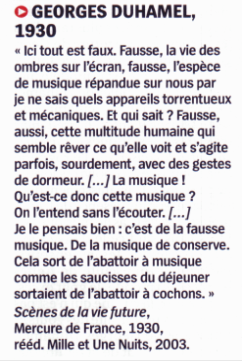 GEORGES DUHAMEL,
1930
« Ici tout est faux. Fausse, la vie des
ombres sur l'écran, fausse, l'espèce
de musique répandue sur nous par
je ne sais quels appareils torrentueux
et mécaniques. Et qui sait ? Fausse,
aussi, cette multitude humaine qui
semble rêver ce qu'elle voit et s'agite
parfois, sourdement, avec des gestes
de dormeur. [...] La musique !
Qu'est-ce donc cette musique ?
On l'entend sans l'écouter. [...]
Je le pensais bien : c'est de la fausse
musique. De la musique de conserve.
Cela sort de l'abattoir à musique
comme les saucisses du déjeuner
sortaient de l'abattoir à cochons. »
Scènes de la vie future,
Mercure de France, 1930,
rééd. Mille et Une Nuits, 2003.